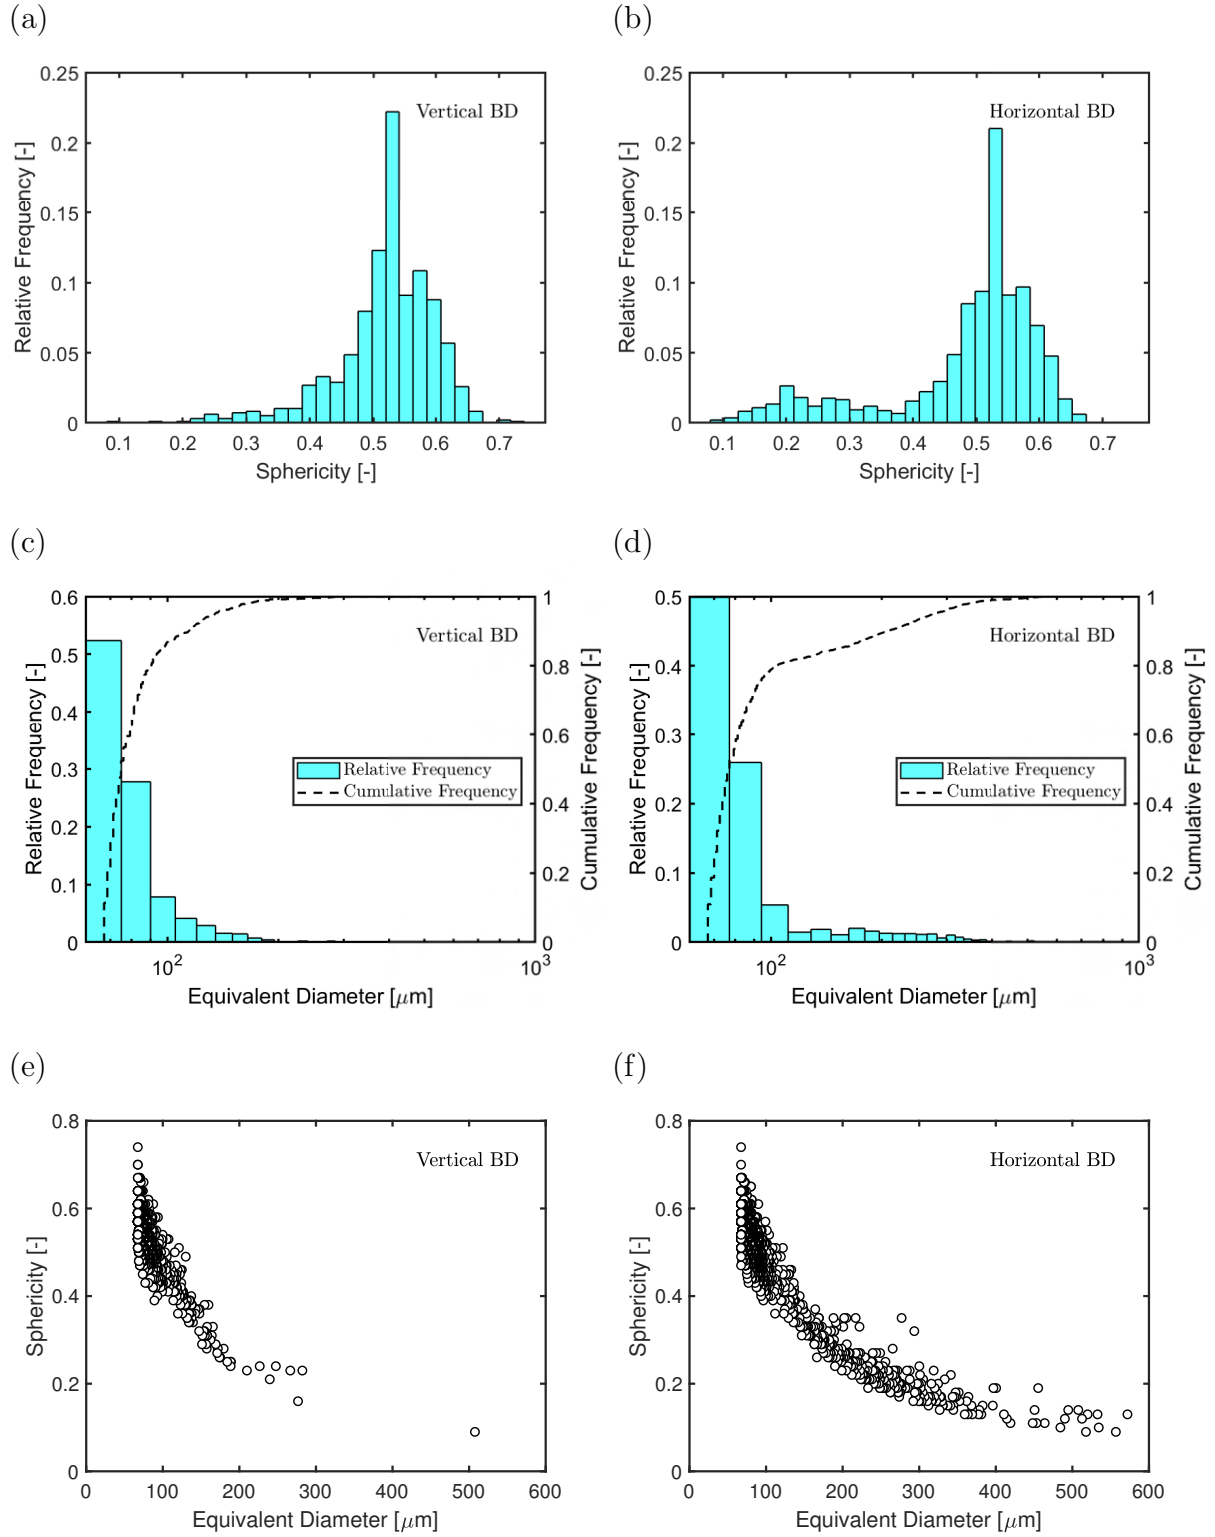 (a)
Vertical BD
Relative Frequency [-]
0.25
0.2
0.15
0.1
0.05
0
0.1 0.2 0.3 0.4 0.5 0.6 0.7
Sphericity [-]
(b)
Horizontal BD
Relative Frequency [-]
0.25
0.2
0.15
0.1
0.05
0
0.1 0.2 0.3 0.4 0.5 0.6 0.7
Sphericity [-]
(c)
Vertical BD
Relative Frequency [-]
0.6
0.5
0.4
0.3
0.2
0.1
0
Relative Frequency
Cumulative Frequency
1
0.8
0.6
0.4
0.2
0
Cumulative Frequency [-]
10² 10³
Equivalent Diameter [μm]
(d)
Horizontal BD
Relative Frequency [-]
0.5
0.4
0.3
0.2
0.1
0
Relative Frequency
Cumulative Frequency
1
0.8
0.6
0.4
0.2
0
Cumulative Frequency [-]
10² 10³
Equivalent Diameter [μm]
(e)
Vertical BD
Sphericity [-]
0.8
0.6
0.4
0.2
0
0 100 200 300 400 500 600
Equivalent Diameter [μm]
(f)
Horizontal BD
Sphericity [-]
0.8
0.6
0.4
0.2
0
0 100 200 300 400 500 600
Equivalent Diameter [μm]